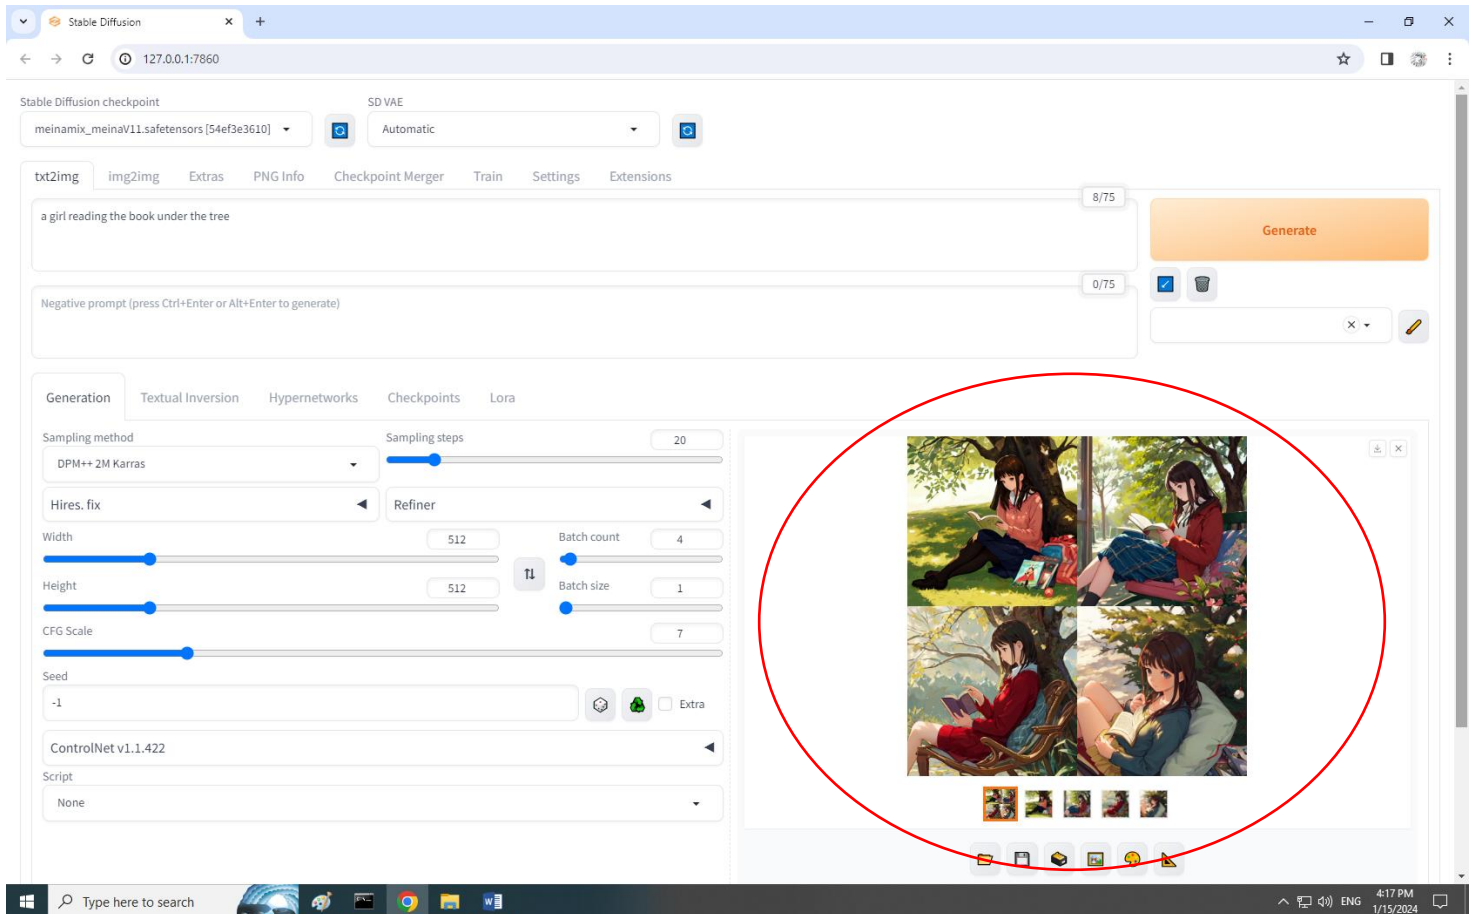 Stable Diffusion
127.0.0.1:7860
Stable Diffusion checkpoint
SD VAE
meinamix_meinaV11.safetensors [54ef3e3610]
Automatic
txt2img img2img Extras PNG Info Checkpoint Merger Train Settings Extensions
8/75
a girl reading the book under the tree
Generate
0/75
Negative prompt (press Ctrl+Enter or Alt+Enter to generate)
Generation Textual Inversion Hypernetworks Checkpoints Lora
Sampling method
Sampling steps
20
DPM++ 2M Karras
Hires. fix
Refiner
Width
512
Batch count
4
Height
512
Batch size
1
CFG Scale
7
Seed
-1
Extra
ControlNet v1.1.422
Script
None
Type here to search
ENG
4:17 PM
1/15/2024